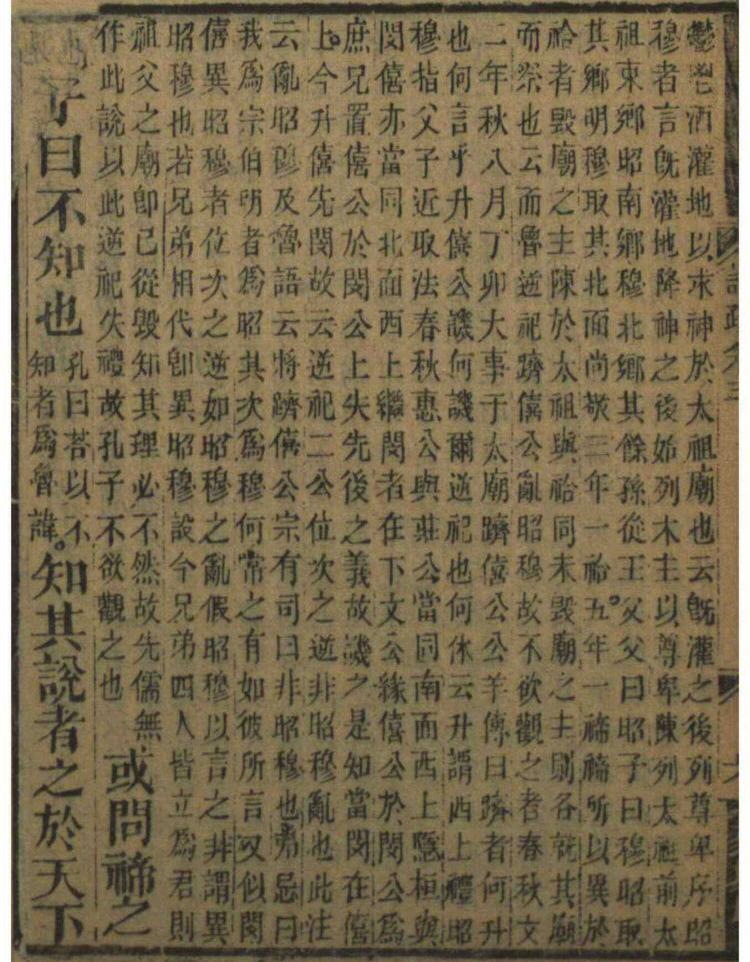 鬱鬯酒灌地以求神於太祖廟也云既灌之後列尊卑序昭
穆者言既灌地降神之後始列木主以尊卑陳列太祖前太
祖東鄉昭南鄉穆北鄉其餘孫從王父父曰昭子曰穆昭取
其鄉明穆取其北面尚敬三年一祫五年一禘禘所以異於
祫者毀廟之主陳於太祖與祫同未毀廟之主則各就其廟
而祭也云而魯逆祀躋僖公亂昭穆故不欲觀之者春秋文
二年秋八月丁卯大事于太廟躋僖公公羊傳曰躋者何升
也何言乎升僖公譏何譏爾逆祀也何休云升謂西上禮昭
穆指父子近取法春秋惠公與莊公當同南面西上隱桓與
閔僖亦當同北面西上繼閔者在下文公緣僖公於閔公爲
庶兄置僖公於閔公上失先後之義故譏之是知當閔在僖
上今升僖先閔故云逆祀二公位次之逆非昭穆亂也此注
云亂昭穆及魯語云將躋僖公宗有司曰非昭穆也弗忌曰
我爲宗伯明者爲昭其次爲穆何常之有如彼所言又似閔
僖異昭穆者位次之逆如昭穆之亂假昭穆以言之非謂異
昭穆也若兄弟相代卽異昭穆設令兄弟四人皆立爲君則
祖父之廟卽已從毀知其理必不然故先儒無
作此說以此逆祀失禮故孔子不欲觀之也
或問禘之
子曰不知也
孔曰荅以不
知者爲魯諱
知其說者之於天下